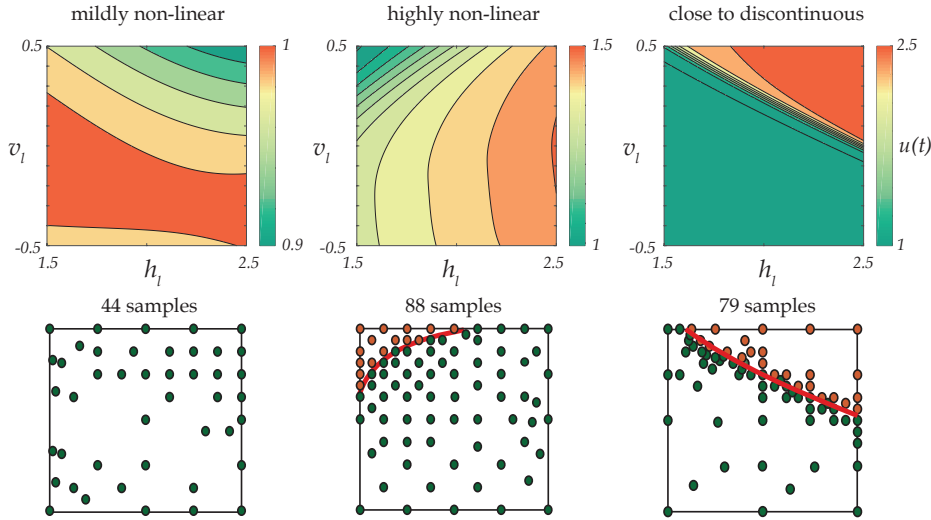 mildly non-linear
highly non-linear
close to discontinuous
0.5
v_l
-0.5
1.5
h_l
2.5
1
0.9
0.5
v_l
-0.5
1.5
h_l
2.5
1.5
1
0.5
v_l
-0.5
1.5
h_l
2.5
2.5
u(t)
1
44 samples
88 samples
79 samples